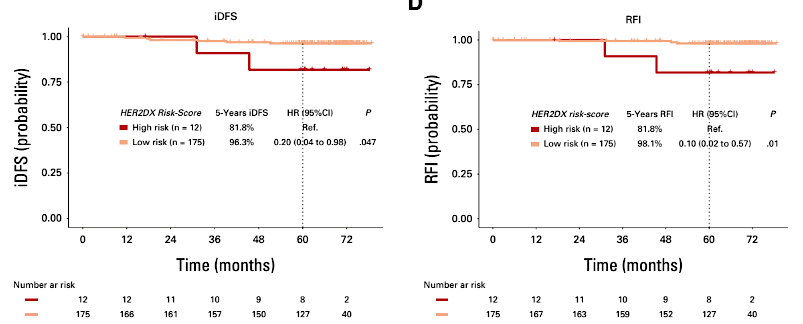 iDFS
1.00
0.75
0.50
0.25
0.00
iDFS (probability)
HER2DX Risk-Score 5-Years iDFS HR (95%CI) P
High risk (n = 12) 81.8% Ref.
Low risk (n = 175) 96.3% 0.20 (0.04 to 0.98) .047
0 12 24 36 48 60 72
Time (months)
Number ar risk
12 12 11 10 9 8 2
175 166 161 157 150 127 40
RFI
1.00
0.75
0.50
0.25
0.00
RFI (probability)
HER2DX risk-score 5-Years RFI HR (95%CI) P
High risk (n = 12) 81.8% Ref.
Low risk (n = 175) 98.1% 0.10 (0.02 to 0.57) .01
0 12 24 36 48 60 72
Time (months)
Number ar risk
12 12 11 10 9 8 2
175 167 163 159 152 127 40